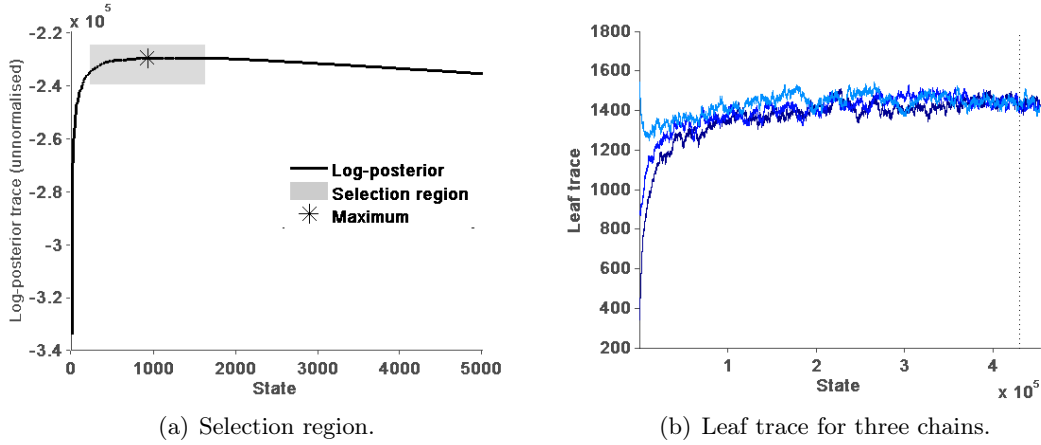 x 10^5
-2.2
-2.4
-2.6
-2.8
-3
-3.2
-3.4
Log-posterior trace (unnormalised)
Log-posterior
Selection region
Maximum
0
1000
2000
3000
4000
5000
State
(a) Selection region.
1800
1600
1400
1200
1000
800
600
400
200
Leaf trace
1
2
3
4
State
x 10^5
(b) Leaf trace for three chains.